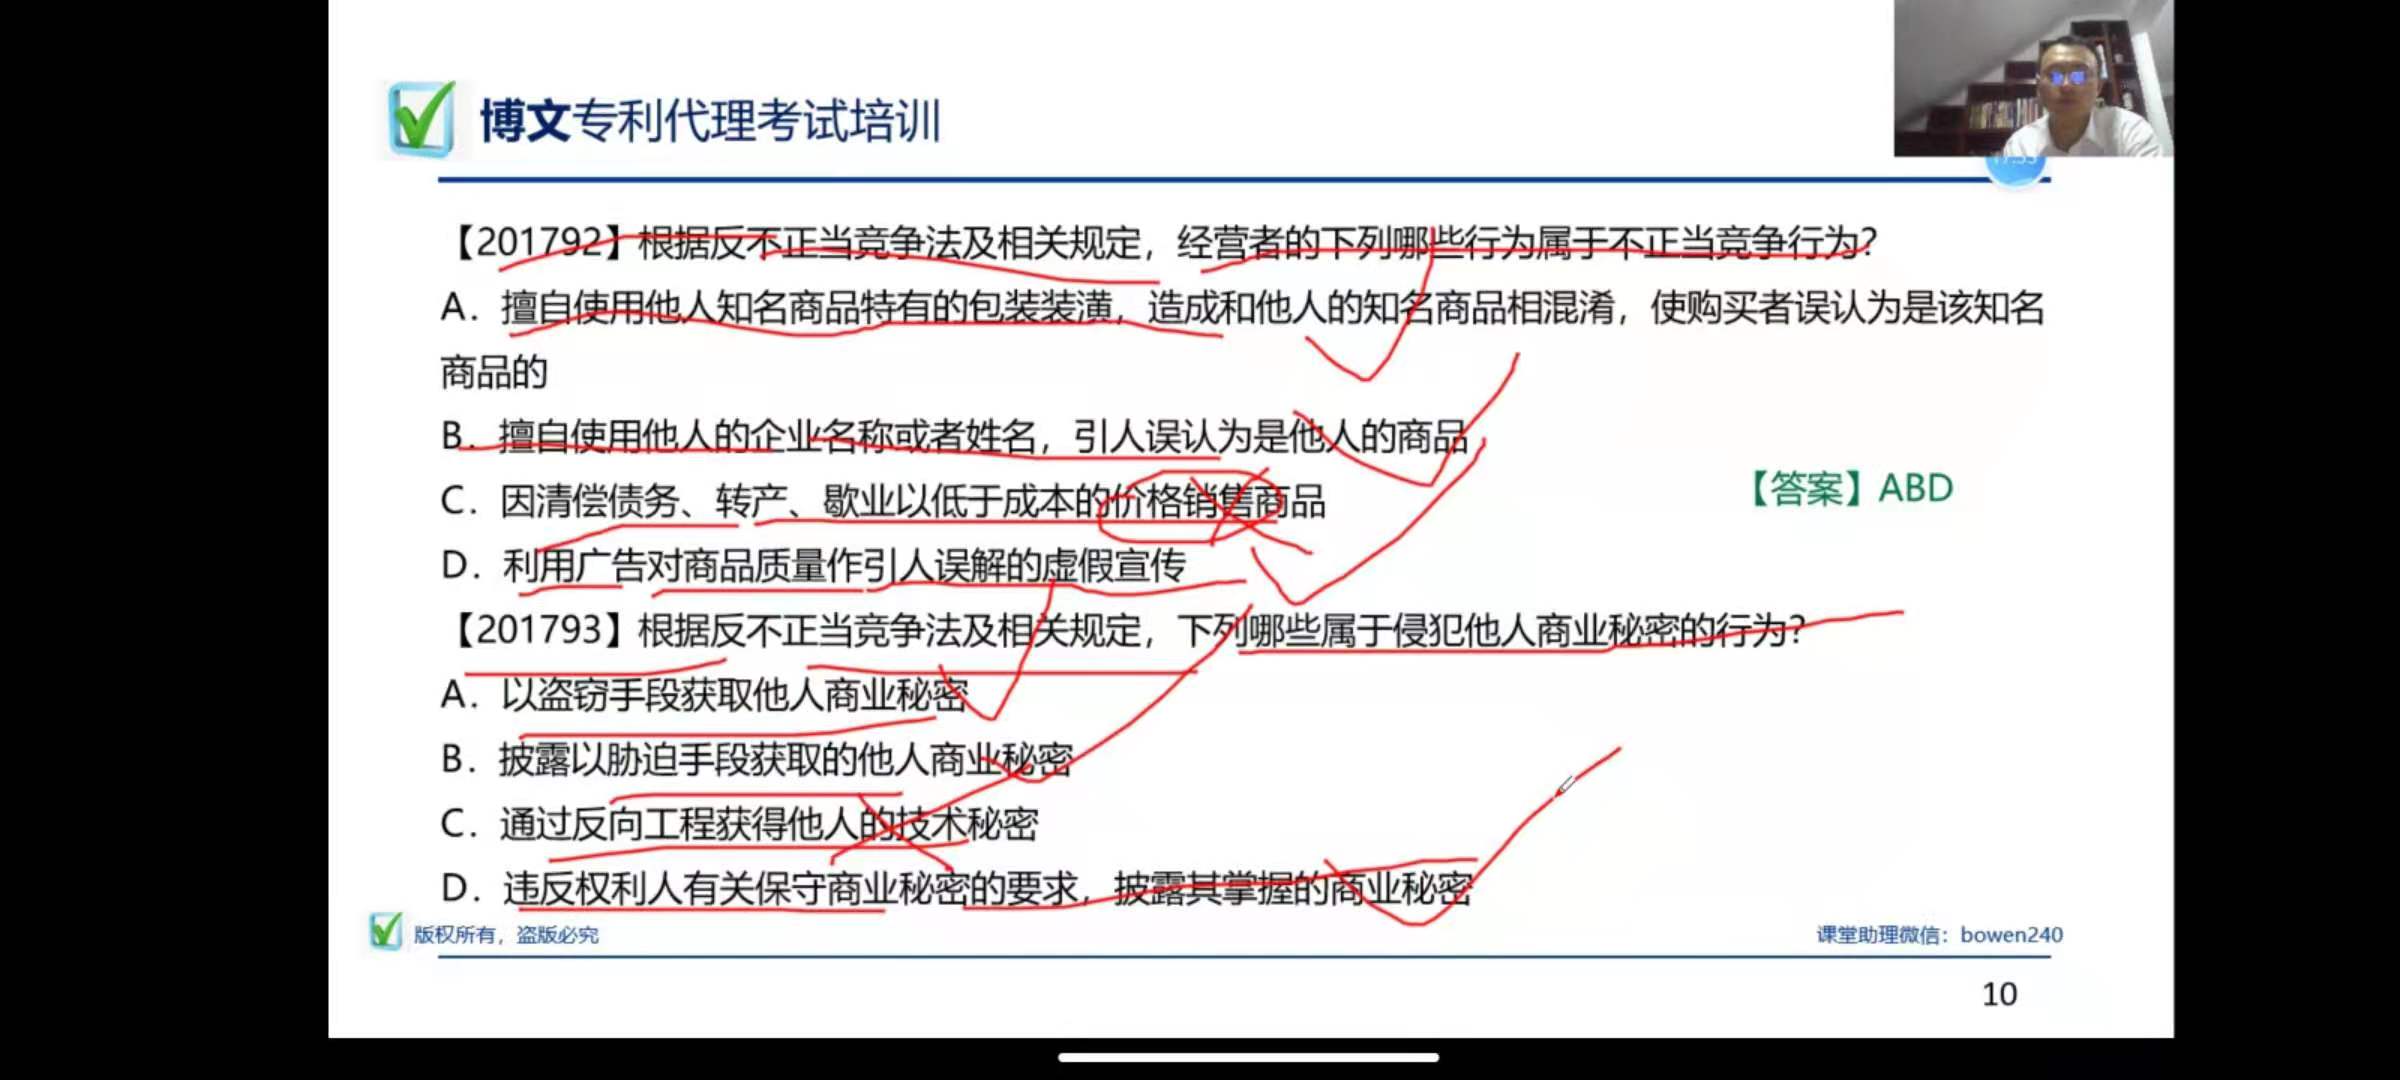 博文专利代理考试培训
【201792】根据反不正当竞争法及相关规定，经营者的下列哪些行为属于不正当竞争行为？
A．擅自使用他人知名商品特有的包装装潢，造成和他人的知名商品相混淆，使购买者误认为是该知名
商品的
B．擅自使用他人的企业名称或者姓名，引人误认为是他人的商品
C．因清偿债务、转产、歇业以低于成本的价格销售商品
【答案】ABD
D．利用广告对商品质量作引人误解的虚假宣传
【201793】根据反不正当竞争法及相关规定，下列哪些属于侵犯他人商业秘密的行为？
A．以盗窃手段获取他人商业秘密
B．披露以胁迫手段获取的他人商业秘密
C．通过反向工程获得他人的技术秘密
D．违反权利人有关保守商业秘密的要求，披露其掌握的商业秘密
版权所有，盗版必究
课堂助理微信：bowen240
10